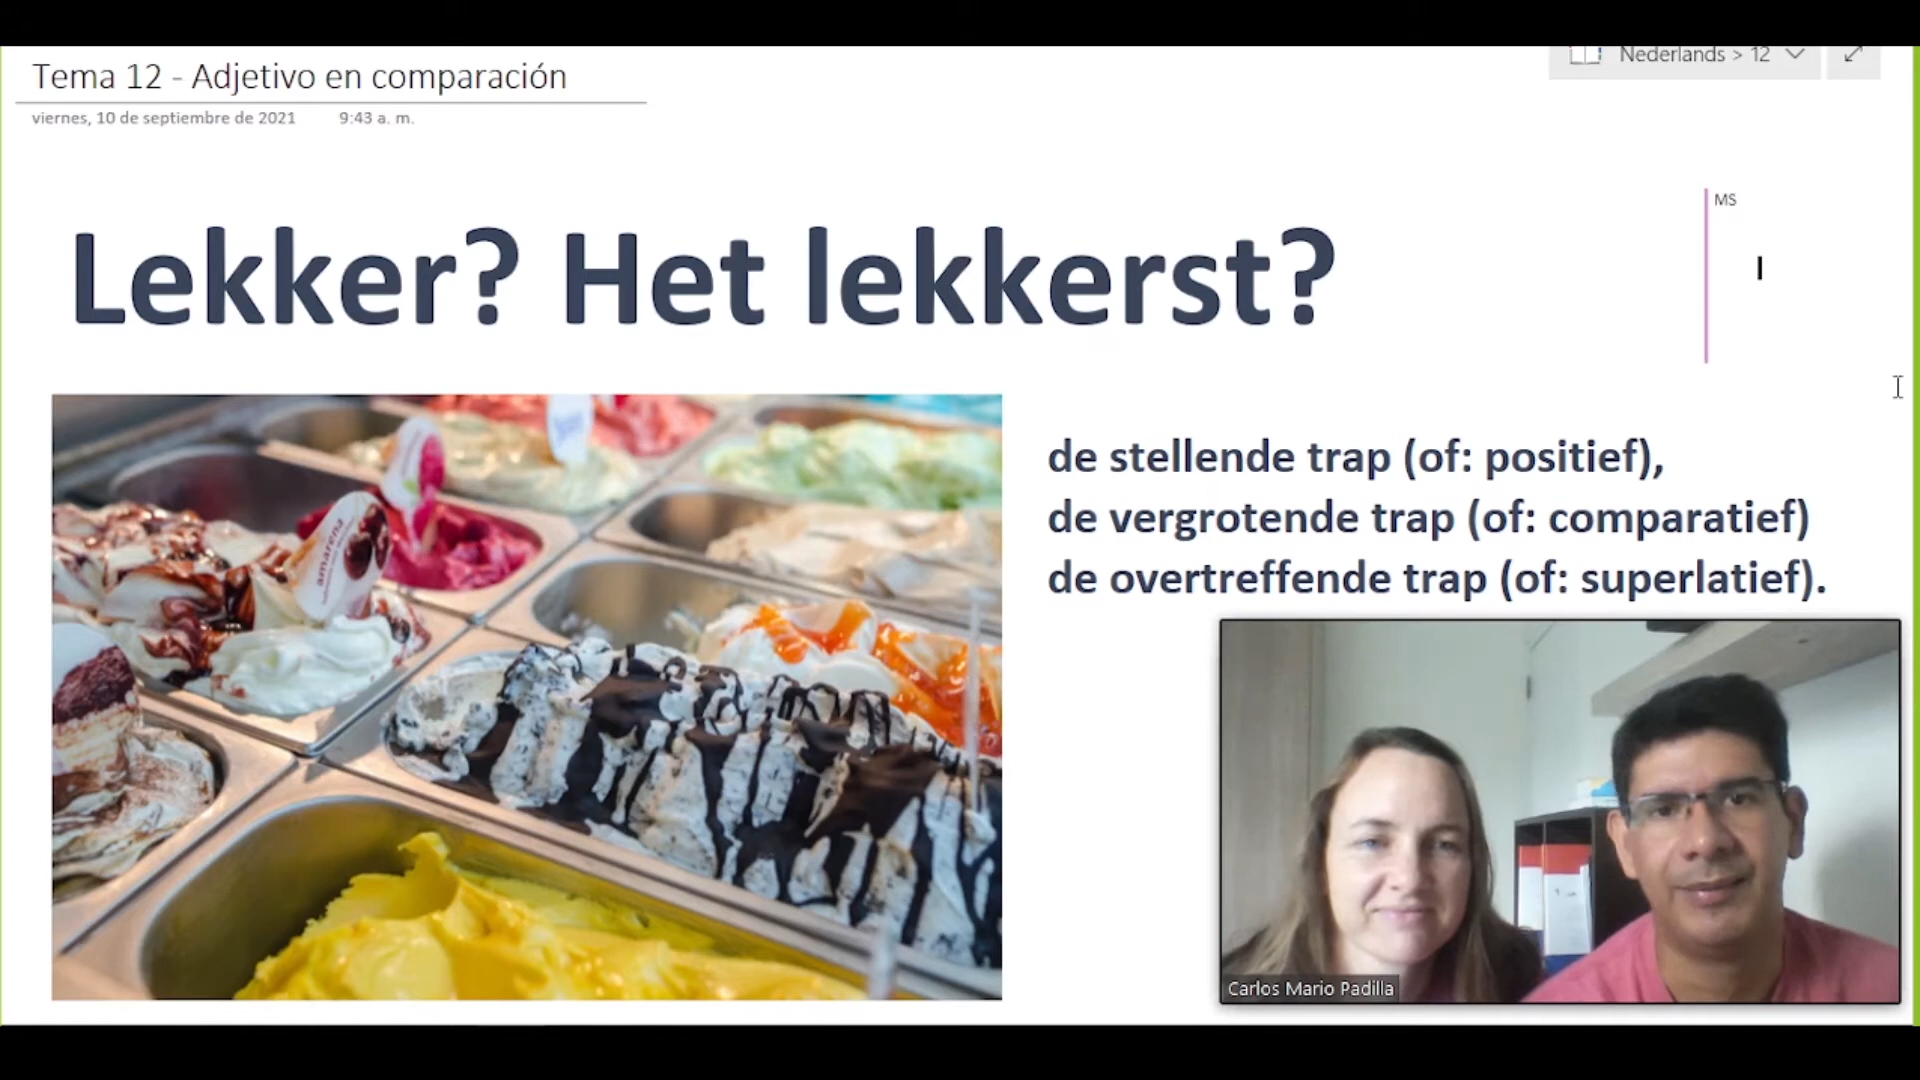 Tema 12 - Adjetivo en comparación
viernes, 10 de septiembre de 2021 9:43 a. m.
Nederlands > 12
Lekker? Het lekkerst?
MS
de stellende trap (of: positief),
de vergrotende trap (of: comparatief)
de overtreffende trap (of: superlatief).
amarena
Carlos Mario Padilla